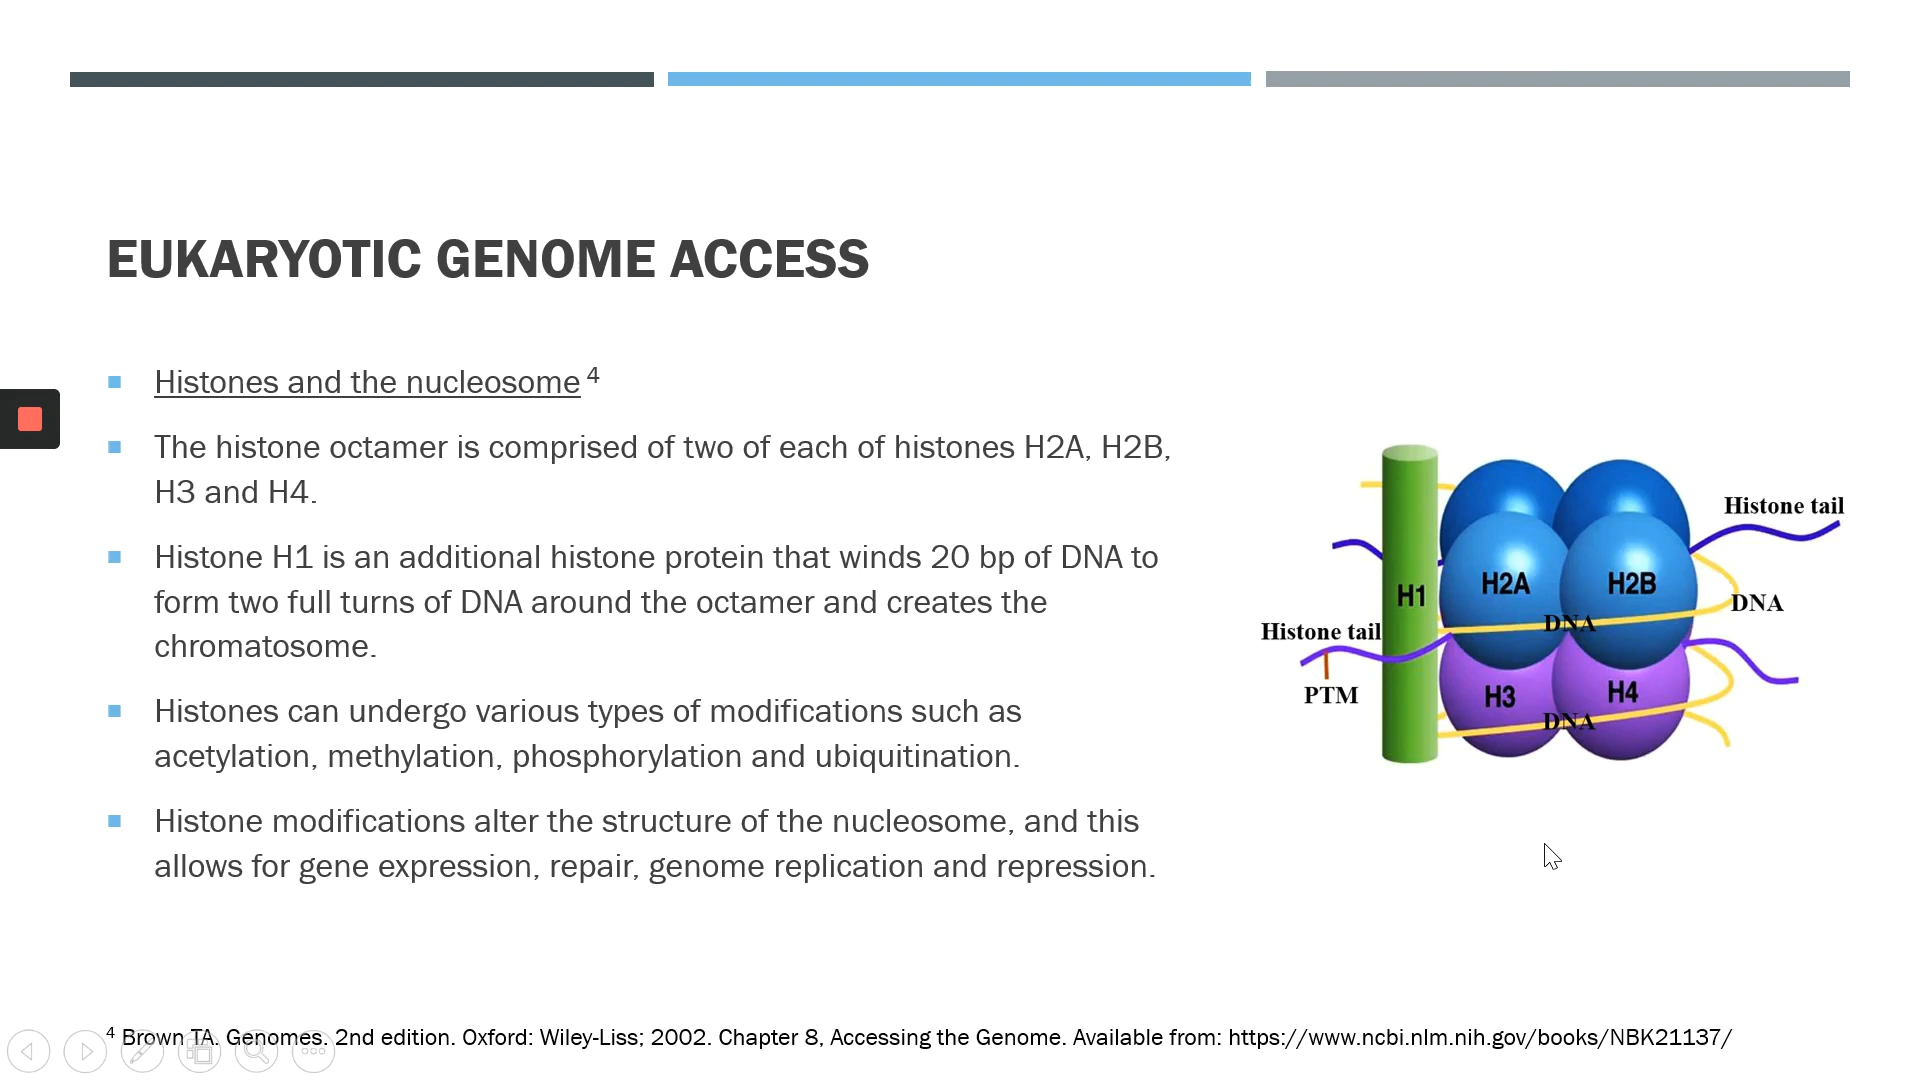 EUKARYOTIC GENOME ACCESS
Histones and the nucleosome 4
The histone octamer is comprised of two of each of histones H2A, H2B,
H3 and H4.
Histone H1 is an additional histone protein that winds 20 bp of DNA to
form two full turns of DNA around the octamer and creates the
chromatosome.
Histones can undergo various types of modifications such as
acetylation, methylation, phosphorylation and ubiquitination.
Histone modifications alter the structure of the nucleosome, and this
allows for gene expression, repair, genome replication and repression.
Histone tail
H2A
H2B
H1
DNA
DNA
Histone tail
PTM
H3
H4
DNA
4 Brown TA. Genomes. 2nd edition. Oxford: Wiley-Liss; 2002. Chapter 8, Accessing the Genome. Available from: https://www.ncbi.nlm.nih.gov/books/NBK21137/